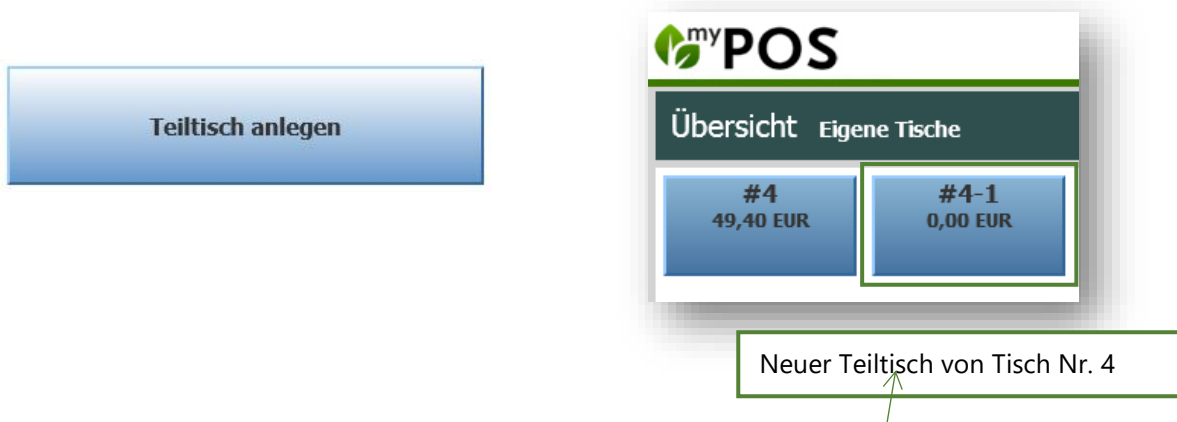 Teiltisch anlegen
myPOS
Übersicht Eigene Tische
#4
49,40 EUR
#4-1
0,00 EUR
Neuer Teiltisch von Tisch Nr. 4